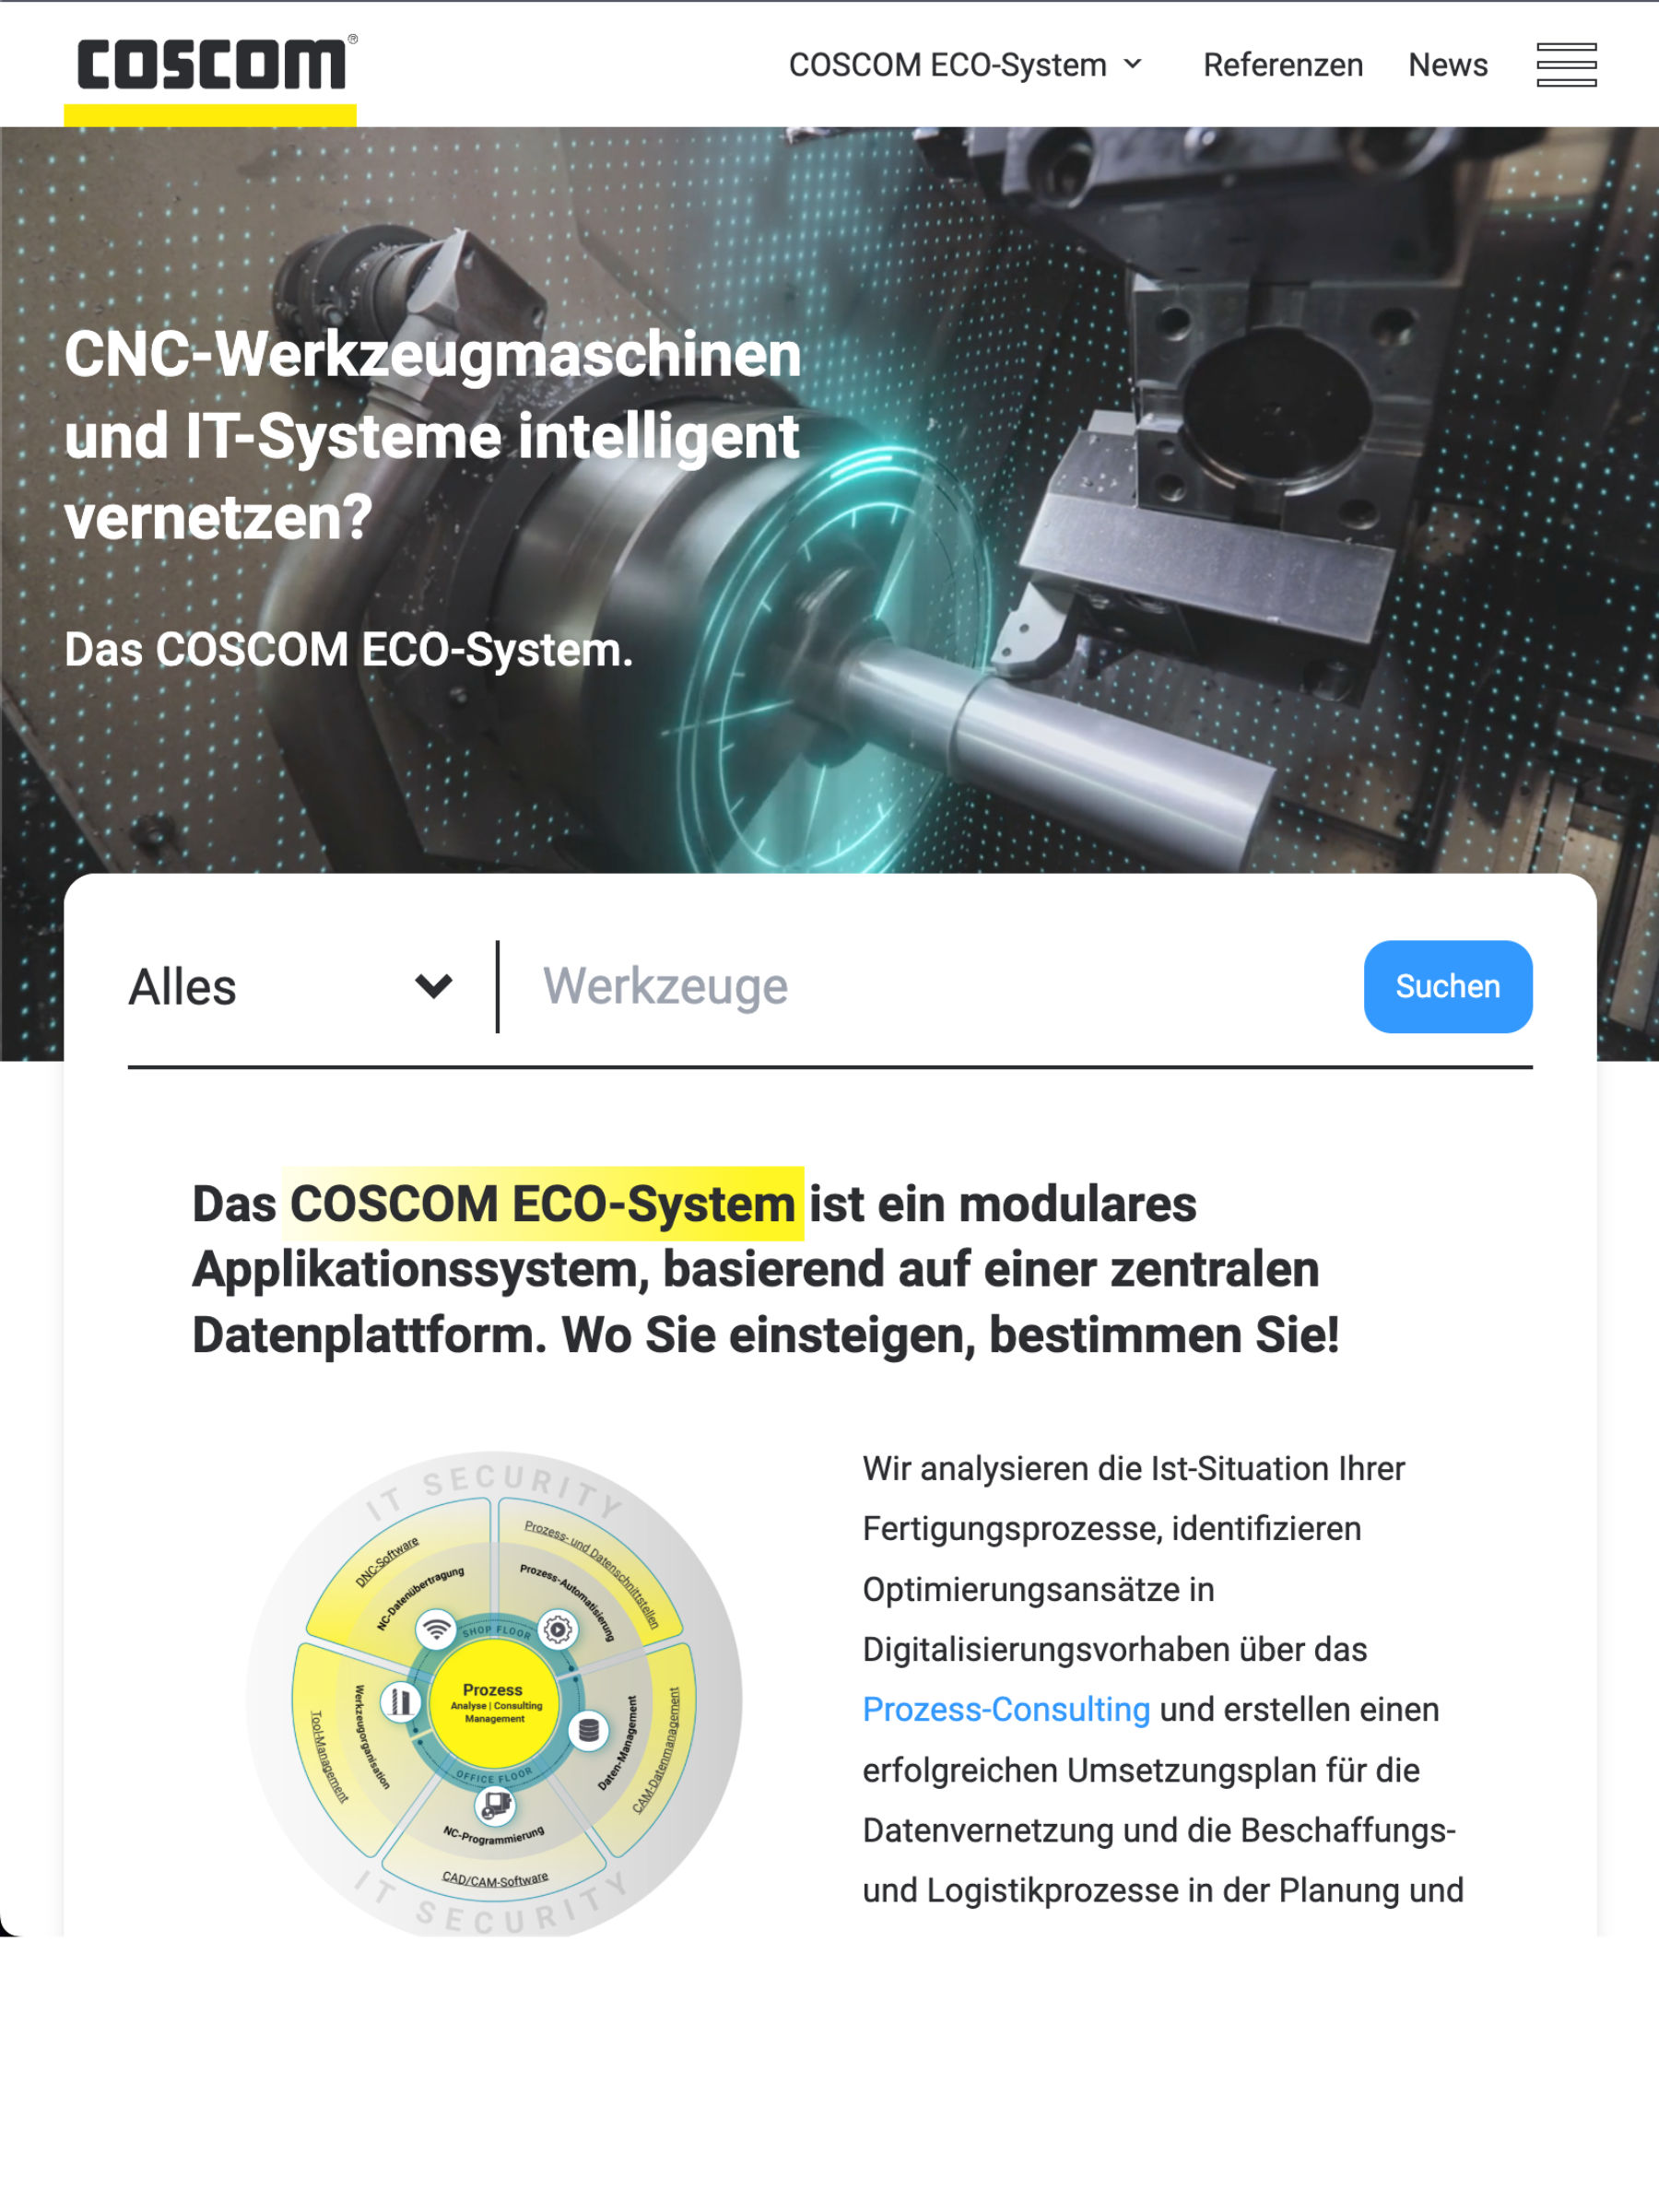 coscom®
COSCOM ECO-System
Referenzen
News
CNC-Werkzeugmaschinen
und IT-Systeme intelligent
vernetzen?
Das COSCOM ECO-System.
Alles
Werkzeuge
Suchen
Das COSCOM ECO-System ist ein modulares
Applikationssystem, basierend auf einer zentralen
Datenplattform. Wo Sie einsteigen, bestimmen Sie!
IT SECURITY
DNC-Software
NC-Datenübertragung
Prozess- und Datenschnittstellen
Prozess-Automatisierung
SHOP FLOOR
Prozess
Analyse | Consulting
Management
Tool-Management
Werkzeugorganisation
Daten-Management
CAM-Datenmanagement
OFFICE FLOOR
NC-Programmierung
CAD/CAM-Software
IT SECURITY
Wir analysieren die Ist-Situation Ihrer
Fertigungsprozesse, identifizieren
Optimierungsansätze in
Digitalisierungsvorhaben über das
Prozess-Consulting und erstellen einen
erfolgreichen Umsetzungsplan für die
Datenvernetzung und die Beschaffungs-
und Logistikprozesse in der Planung und